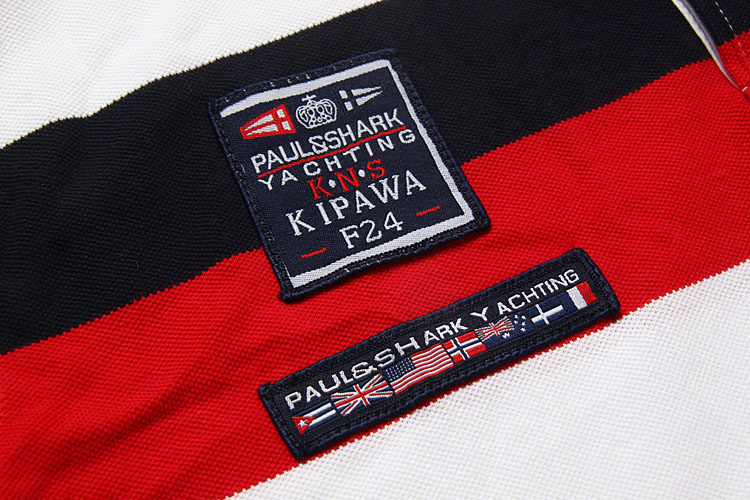 PAUL&SHARK
YACHTING
K·N·S
KIPAWA
F24
PAUL&SHARK YACHTING